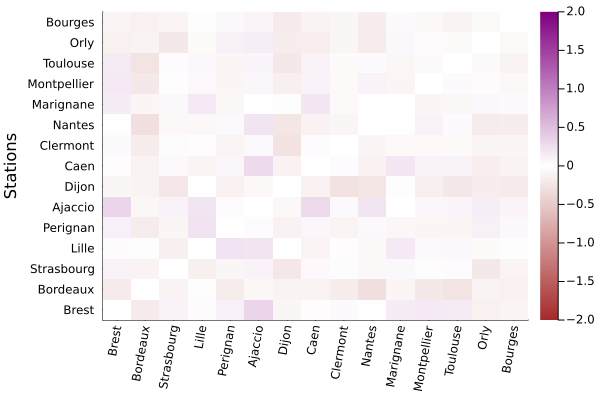 Stations
Bourges
Orly
Toulouse
Montpellier
Marignane
Nantes
Clermont
Caen
Dijon
Ajaccio
Perignan
Lille
Strasbourg
Bordeaux
Brest
Brest Bordeaux Strasbourg Lille Perignan Ajaccio Dijon Caen Clermont Nantes Marignane Montpellier Toulouse Orly Bourges
2.0
1.5
1.0
0.5
0
−0.5
−1.0
−1.5
−2.0